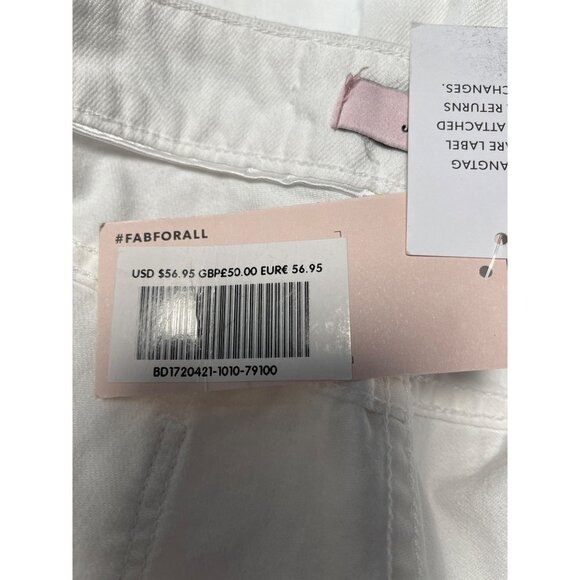 #FABFORALL
USD $56.95 GBP£50.00 EUR€ 56.95
BD1720421-1010-79100
ANGTAG
ARE LABEL
ATTACHED
RETURNS
CHANGES.